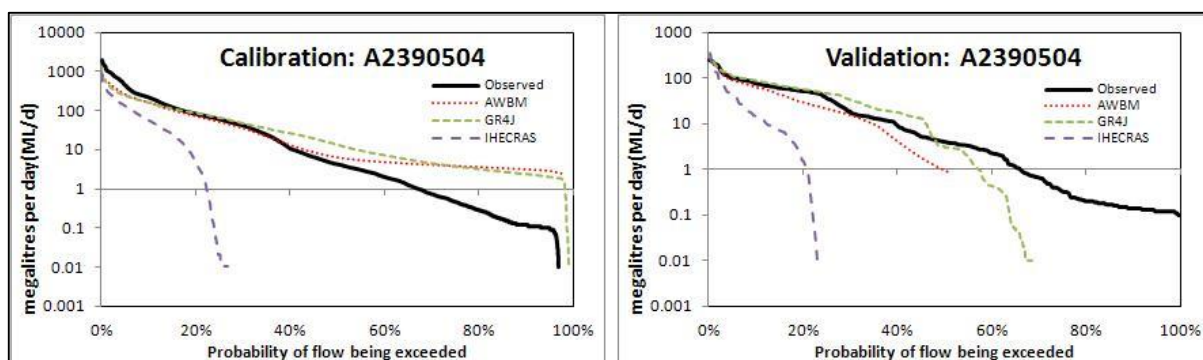 Calibration: A2390504
megalitres per day(ML/d)
10000
1000
100
10
1
0.1
0.01
0.001
Observed
AWBM
GR4J
IHECRAS
0%
20%
40%
60%
80%
100%
Probability of flow being exceeded
Validation: A2390504
megalitres per day (ML/d)
1000
100
10
1
0.1
0.01
0.001
Observed
AWBM
GR4J
IHECRAS
0%
20%
40%
60%
80%
100%
Probability of flow being exceeded